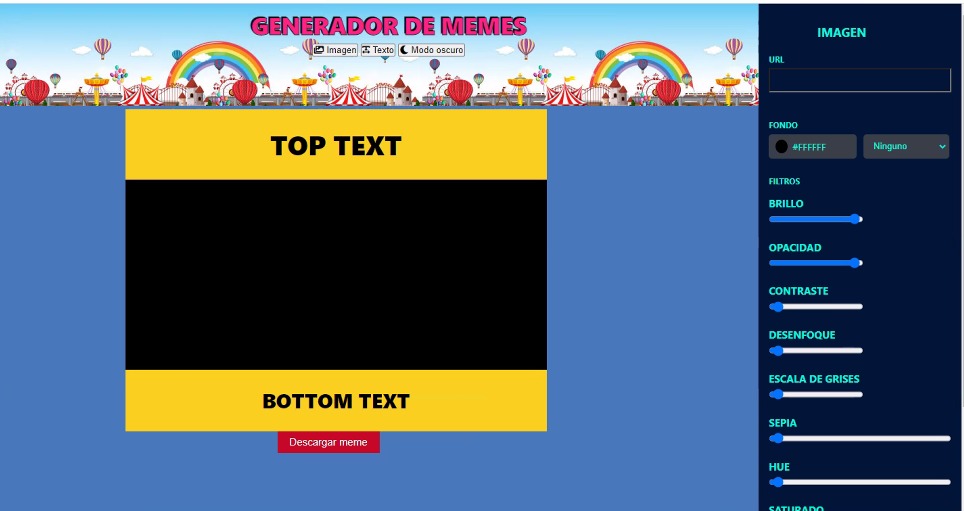 GENERADOR DE MEMES
Imagen Texto Modo oscuro
TOP TEXT
BOTTOM TEXT
Descargar meme
IMAGEN
URL
FONDO
#FFFFFF Ninguno
FILTROS
BRILLO
OPACIDAD
CONTRASTE
DESENFOQUE
ESCALA DE GRISES
SEPIA
HUE
SATURADO